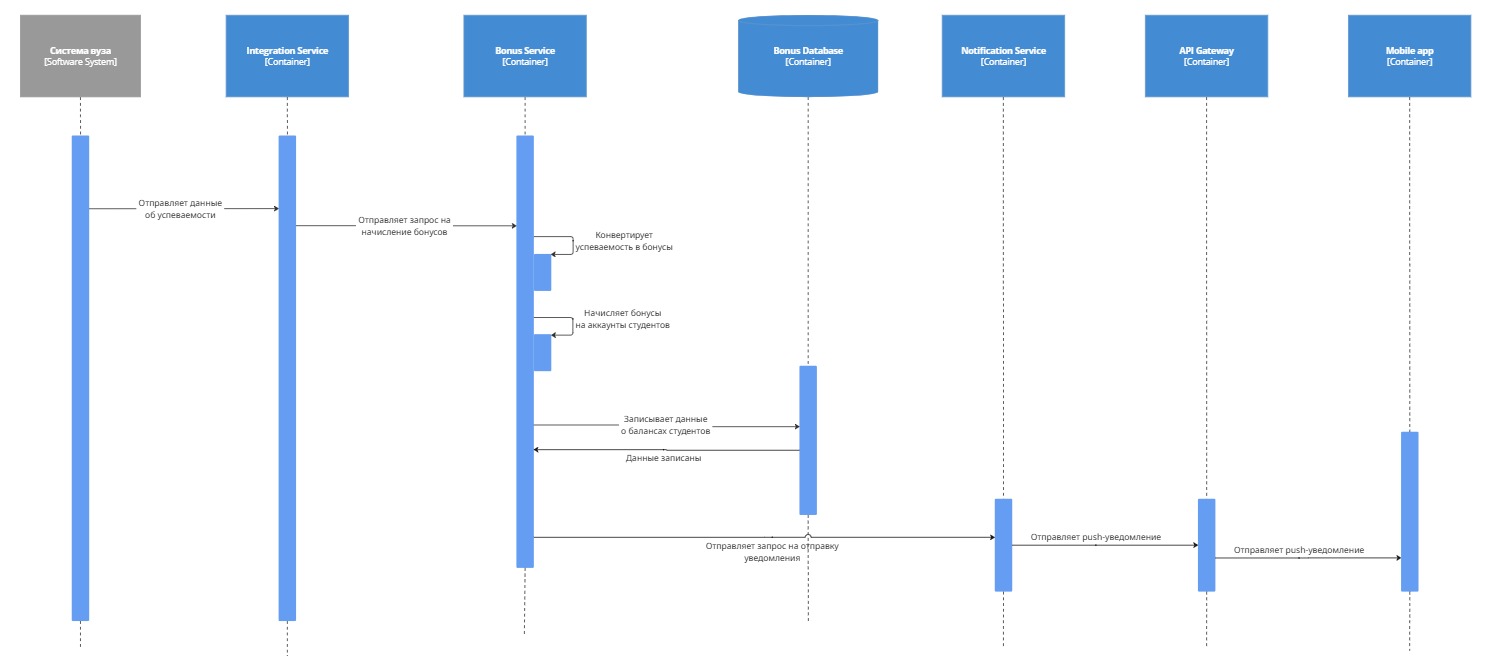 Система вуза
[Software System]
Integration Service
[Container]
Bonus Service
[Container]
Bonus Database
[Container]
Notification Service
[Container]
API Gateway
[Container]
Mobile app
[Container]
Отправляет данные
об успеваемости
Отправляет запрос на
начисление бонусов
Конвертирует
успеваемость в бонусы
Начисляет бонусы
на аккаунты студентов
Записывает данные
о балансах студентов
Данные записаны
Отправляет запрос на отправку
уведомления
Отправляет push-уведомление
Отправляет push-уведомление